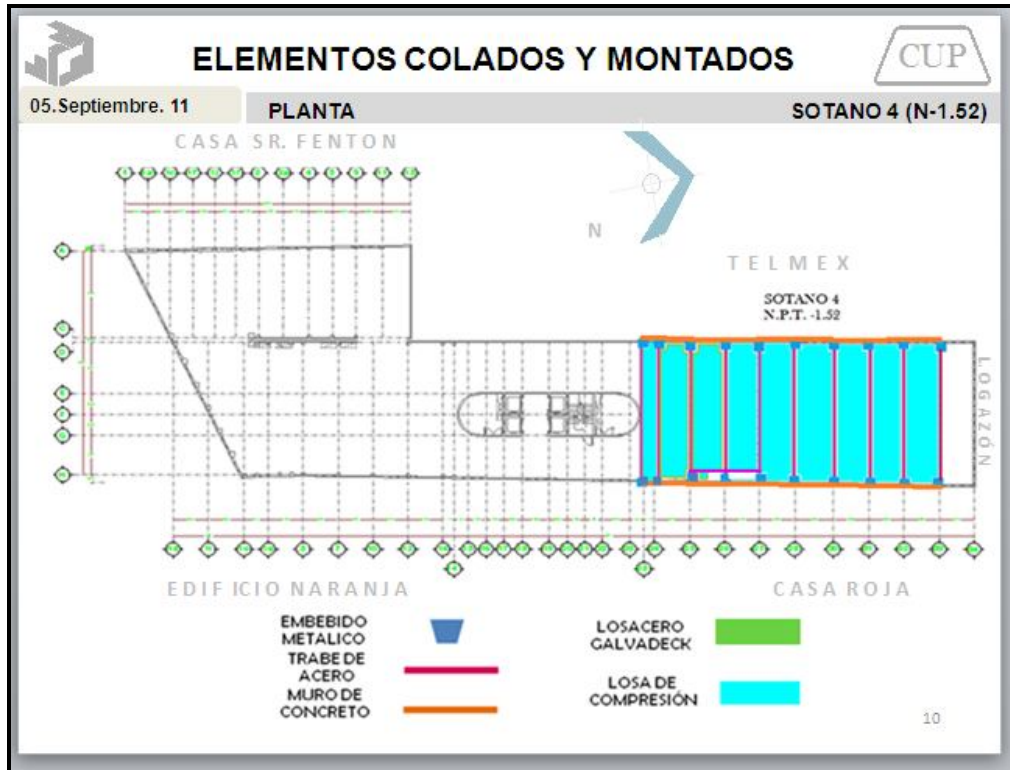 ELEMENTOS COLADOS Y MONTADOS
CUP
05.Septiembre. 11
PLANTA
SOTANO 4 (N-1.52)
CASA SR. FENTON
N
TELMEX
SOTANO 4
N.P.T. -1.52
LOGAZÓN
EDIFICIO NARANJA
CASA ROJA
EMBEBIDO
METALICO
TRABE DE
ACERO
MURO DE
CONCRETO
LOSACERO
GALVADECK
LOSA DE
COMPRESIÓN
10